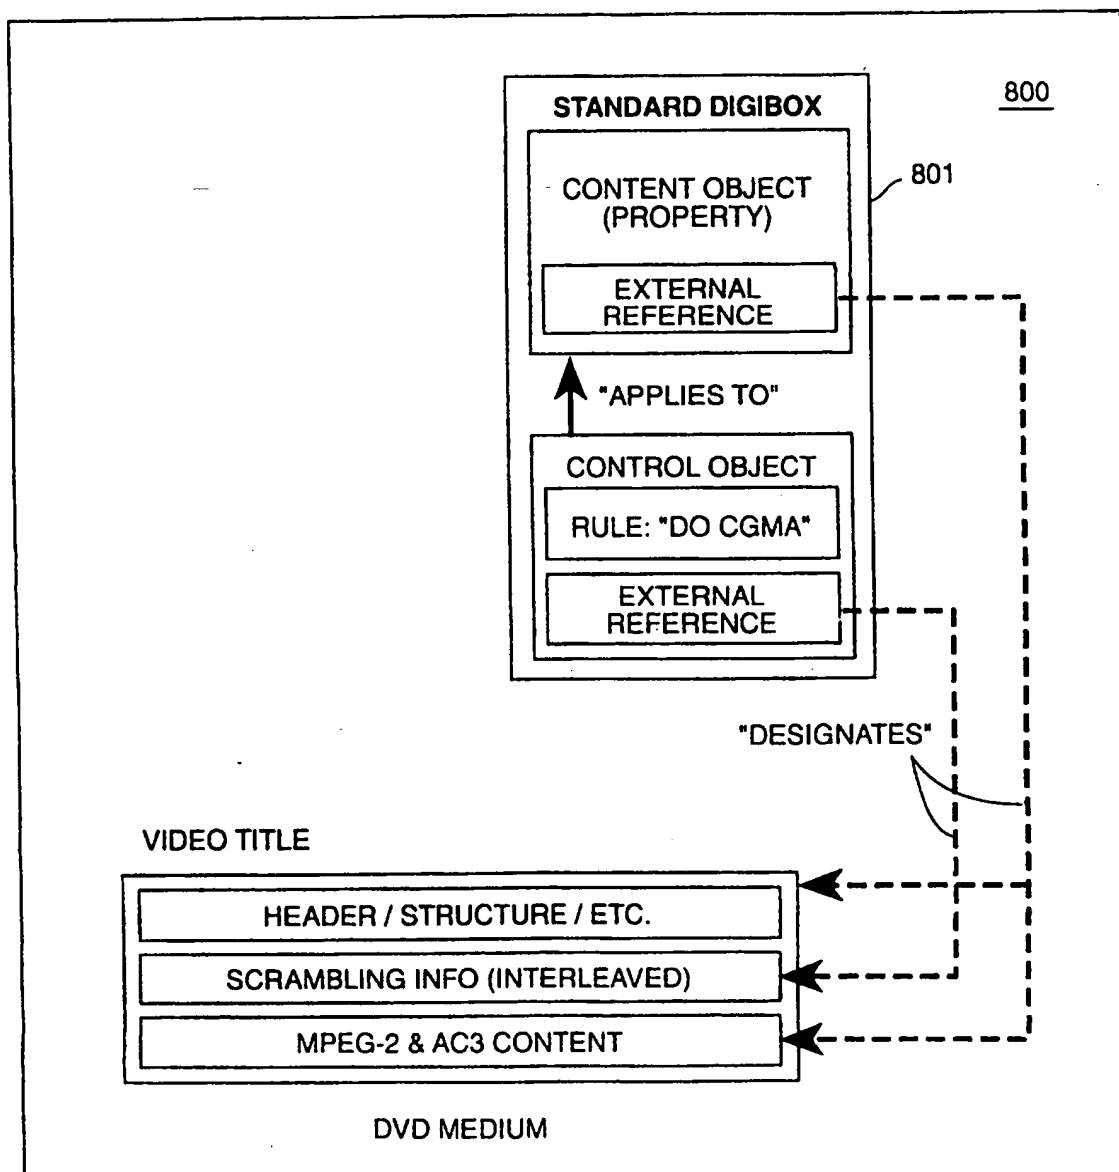 800
STANDARD DIGIBOX
801
CONTENT OBJECT
(PROPERTY)
EXTERNAL
REFERENCE
"APPLIES TO"
CONTROL OBJECT
RULE: "DO CGMA"
EXTERNAL
REFERENCE
"DESIGNATES"
VIDEO TITLE
HEADER / STRUCTURE / ETC.
SCRAMBLING INFO (INTERLEAVED)
MPEG-2 & AC3 CONTENT
DVD MEDIUM